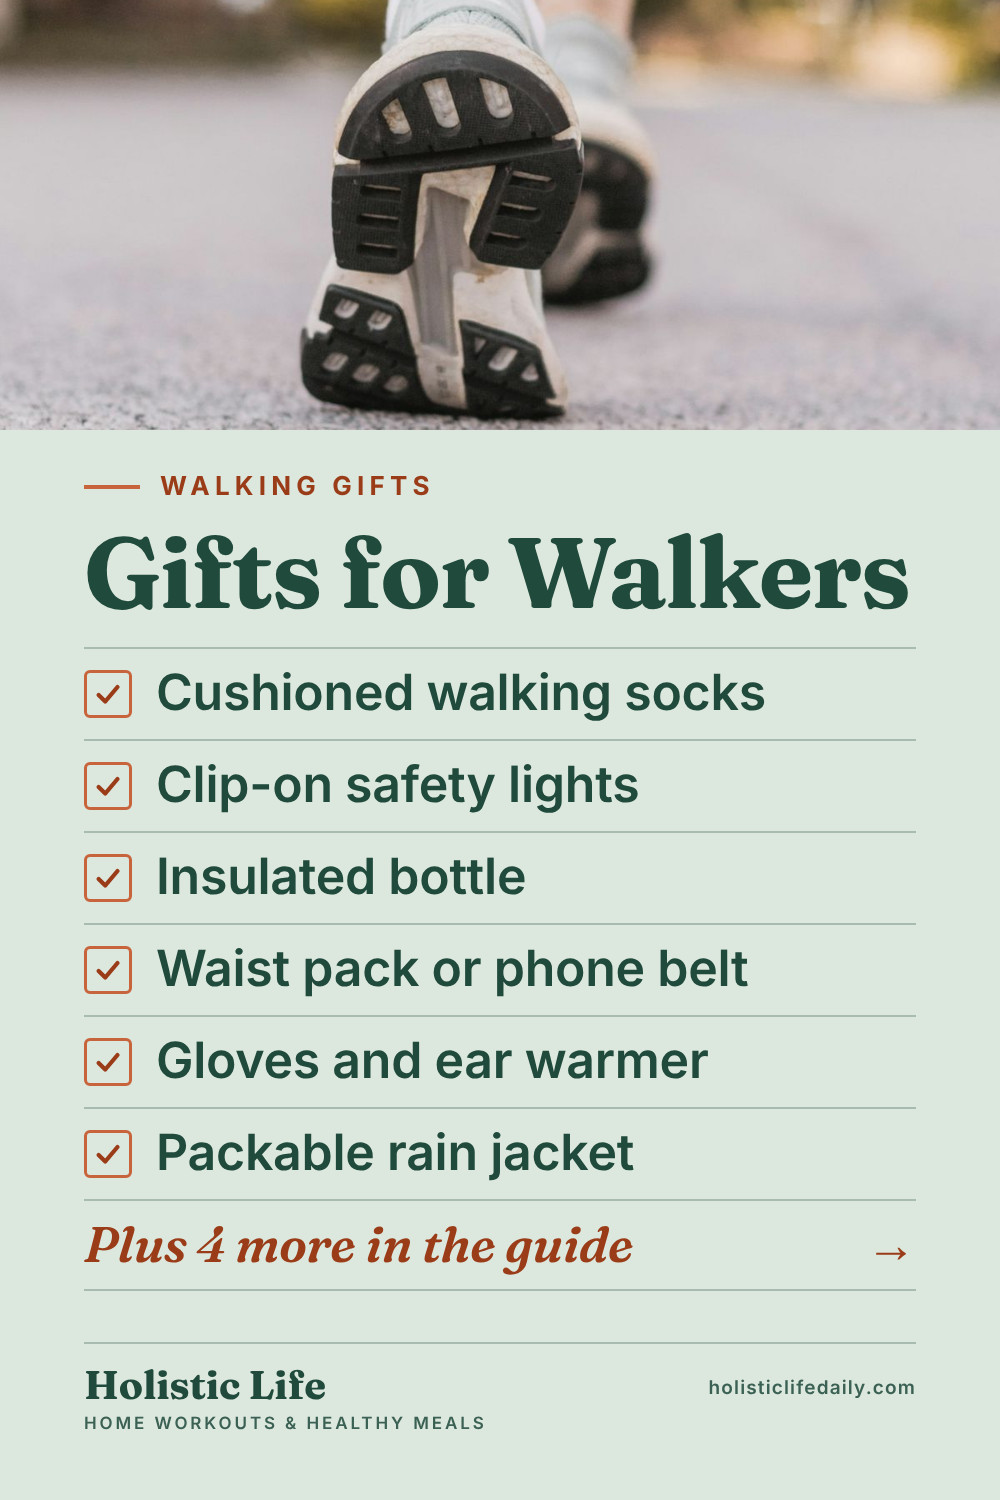 WALKING GIFTS
Gifts for Walkers
Cushioned walking socks
Clip-on safety lights
Insulated bottle
Waist pack or phone belt
Gloves and ear warmer
Packable rain jacket
Plus 4 more in the guide →
Holistic Life
holisticlifedaily.com
HOME WORKOUTS & HEALTHY MEALS